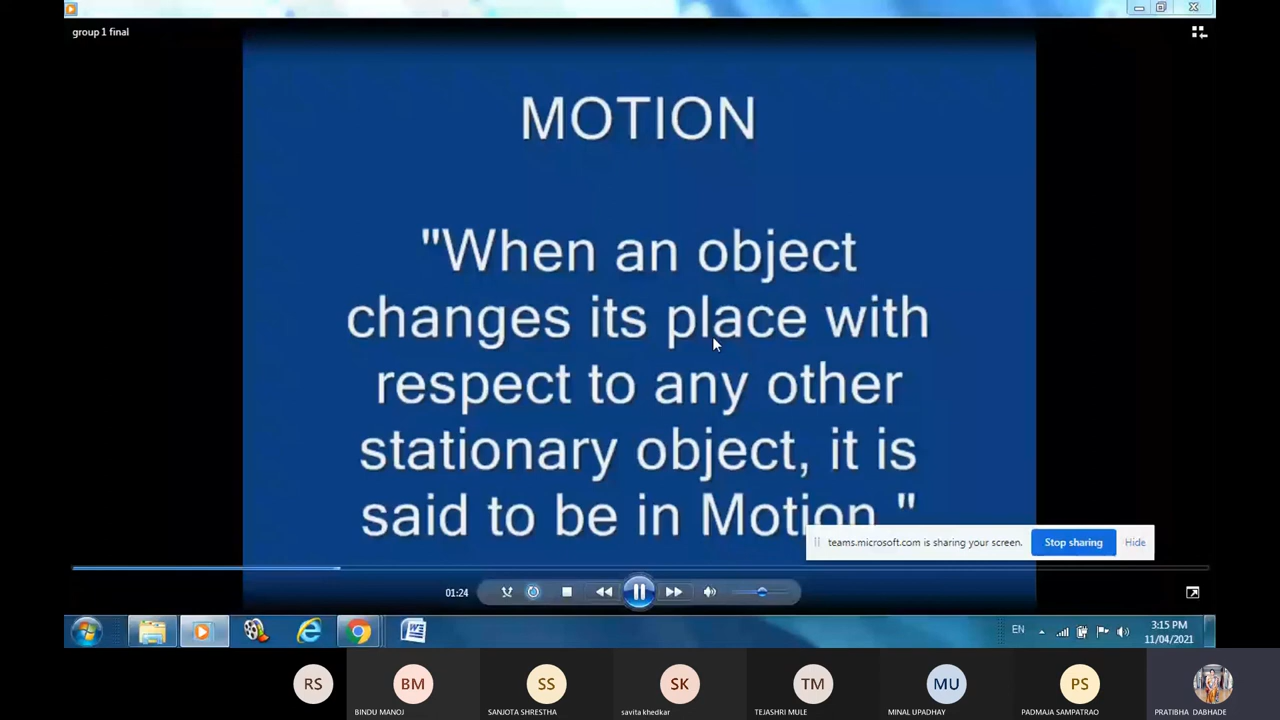 group 1 final
MOTION
"When an object
changes its place with
respect to any other
stationary object, it is
said to be in Motion."
teams.microsoft.com is sharing your screen.
Stop sharing
Hide
01:24
EN
3:15 PM
11/04/2021
RS
BM
SS
SK
TM
MU
PS
BINDU MANOJ
SANJOTA SHRESTHA
savita khedkar
TEJASHRI MULE
MINAL UPADHAY
PADMAJA SAMPATRAO
PRATIBHA DABHADE